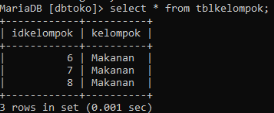 MariaDB [dbtoko]> select * from tblkelompok;
+------------+----------+
| idkelompok | kelompok |
+------------+----------+
|          6 | Makanan  |
|          7 | Makanan  |
|          8 | Makanan  |
+------------+----------+
3 rows in set (0.001 sec)